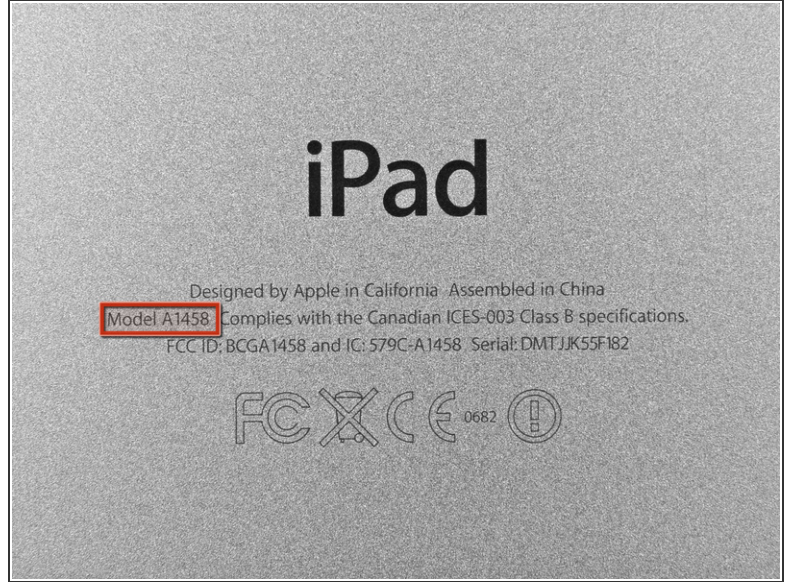 iPad
Designed by Apple in California Assembled in China
Model A1458 Complies with the Canadian ICES-003 Class B specifications.
FCC ID: BCGA1458 and IC: 579C-A1458 Serial: DMTJJK55F182
FC CE 0682